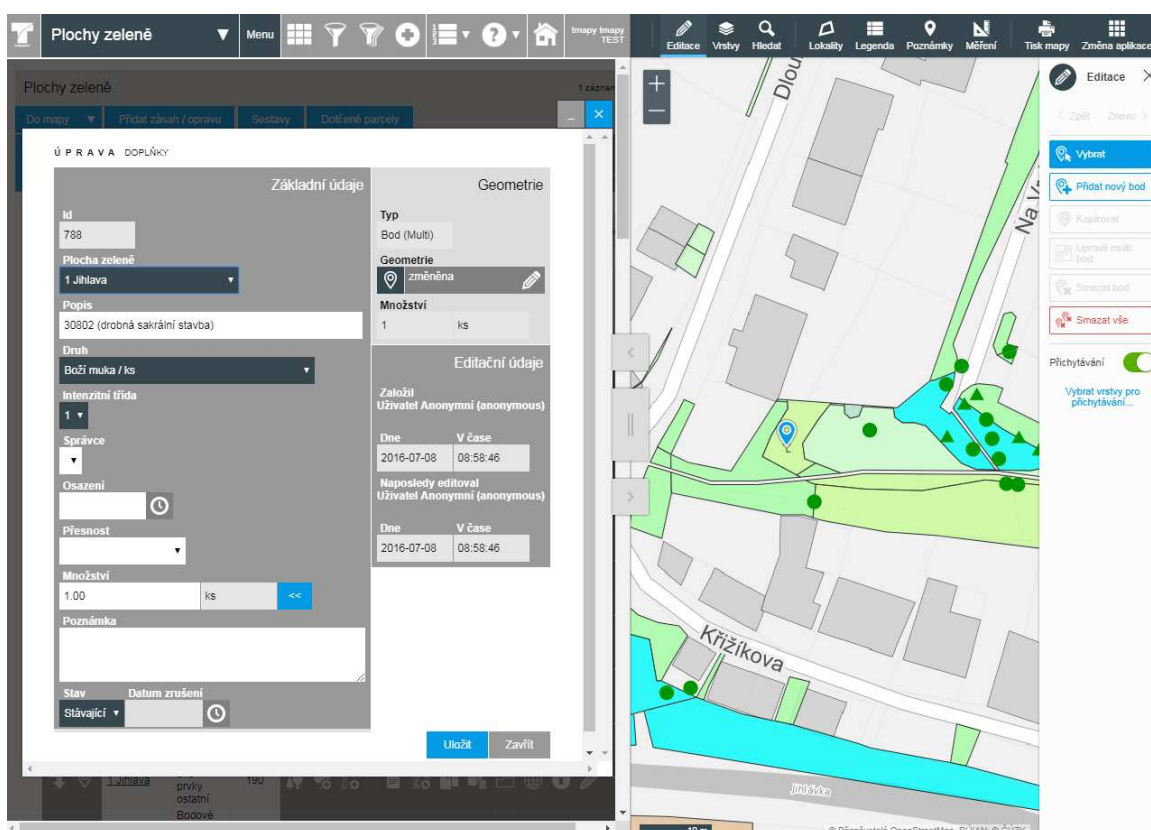 Plochy zeleně
Menu
tmapy tmapy
TEST
Plochy zeleně
1 záznam
Do mapy
Přidat zásah / opravu
Sestavy
Dotčené parcely
ÚPRAVA DOPLŇKY
Základní údaje
Id
788
Plocha zeleně
1 Jihlava
Popis
30802 (drobná sakrální stavba)
Druh
Boží muka / ks
Intenzitní třída
1
Správce
Osazení
Přesnost
Množství
1.00
ks
<<
Poznámka
Stav
Datum zrušení
Stávající
Geometrie
Typ
Bod (Multi)
Geometrie
změněna
Množství
1
ks
Editační údaje
Založil
Uživatel Anonymní (anonymous)
Dne
V čase
2016-07-08
08:58:46
Naposledy editoval
Uživatel Anonymní (anonymous)
Dne
V čase
2016-07-08
08:58:46
Uložit
Zavřít
1 Jihlava
prvky
ostatní
Bodové
190
Editace
Vrstvy
Hledat
Lokality
Legenda
Poznámky
Měření
Tisk mapy
Změna aplikace
Dlou
Na V
Křižíkova
Jihlávka
10 m
Editace
Zpět
Znovu
Vybrat
Přidat nový bod
Kopírovat
Upravit multi
bod
Smazat bod
Smazat vše
Přichytávání
Vybrat vrstvy pro
přichytávání...